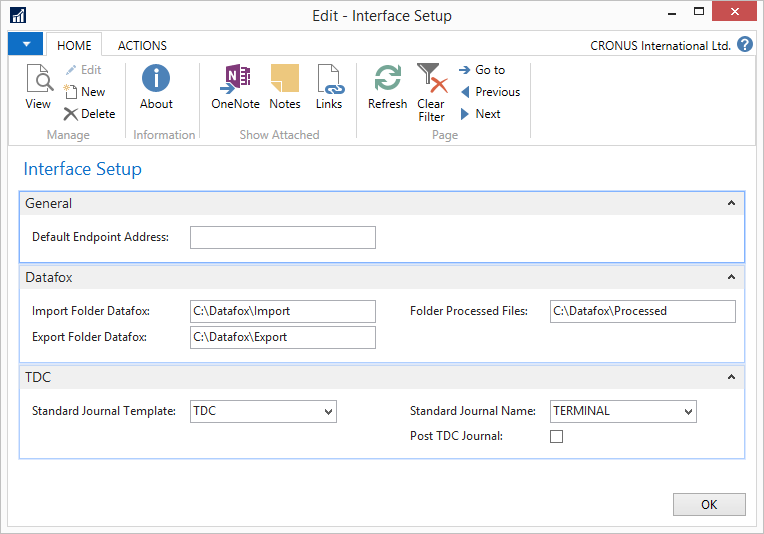 Edit - Interface Setup
HOME ACTIONS CRONUS International Ltd. ?
View Edit New Delete
Manage
About
Information
OneNote Notes Links
Show Attached
Refresh Clear Filter Go to Previous Next
Page
Interface Setup
General
Default Endpoint Address:
Datafox
Import Folder Datafox: C:\Datafox\Import Folder Processed Files: C:\Datafox\Processed
Export Folder Datafox: C:\Datafox\Export
TDC
Standard Journal Template: TDC Standard Journal Name: TERMINAL
Post TDC Journal:
OK